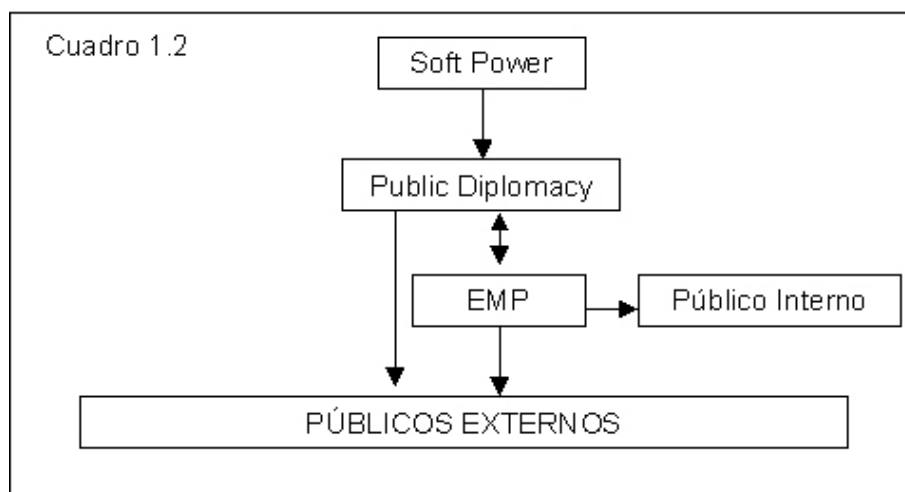 Cuadro 1.2
Soft Power
Public Diplomacy
EMP
Público Interno
PÚBLICOS EXTERNOS